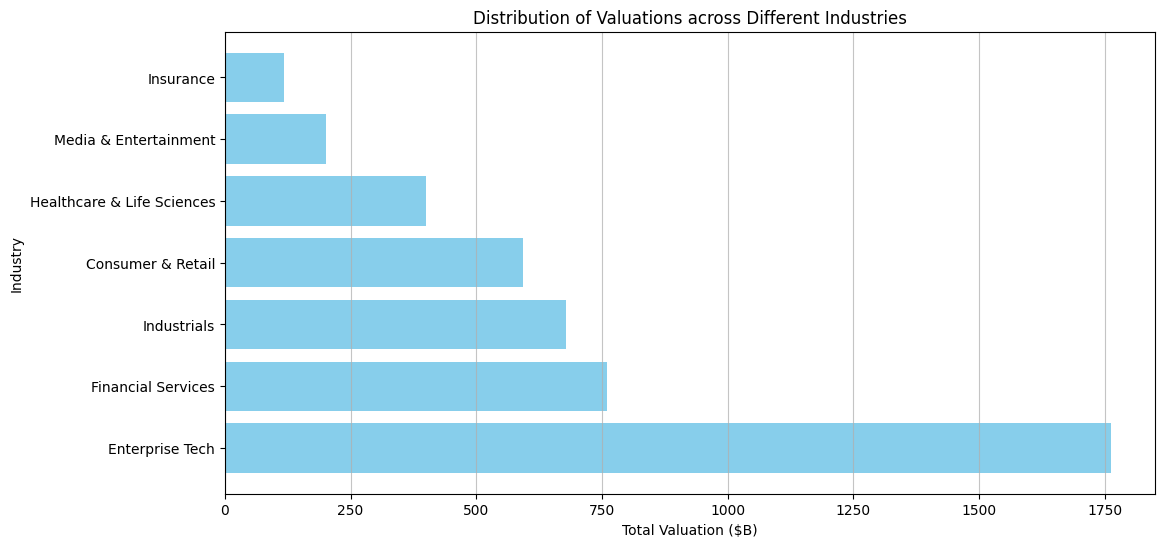 Distribution of Valuations across Different Industries
Insurance
Media & Entertainment
Healthcare & Life Sciences
Consumer & Retail
Industrials
Financial Services
Enterprise Tech
Industry
0 250 500 750 1000 1250 1500 1750
Total Valuation ($B)